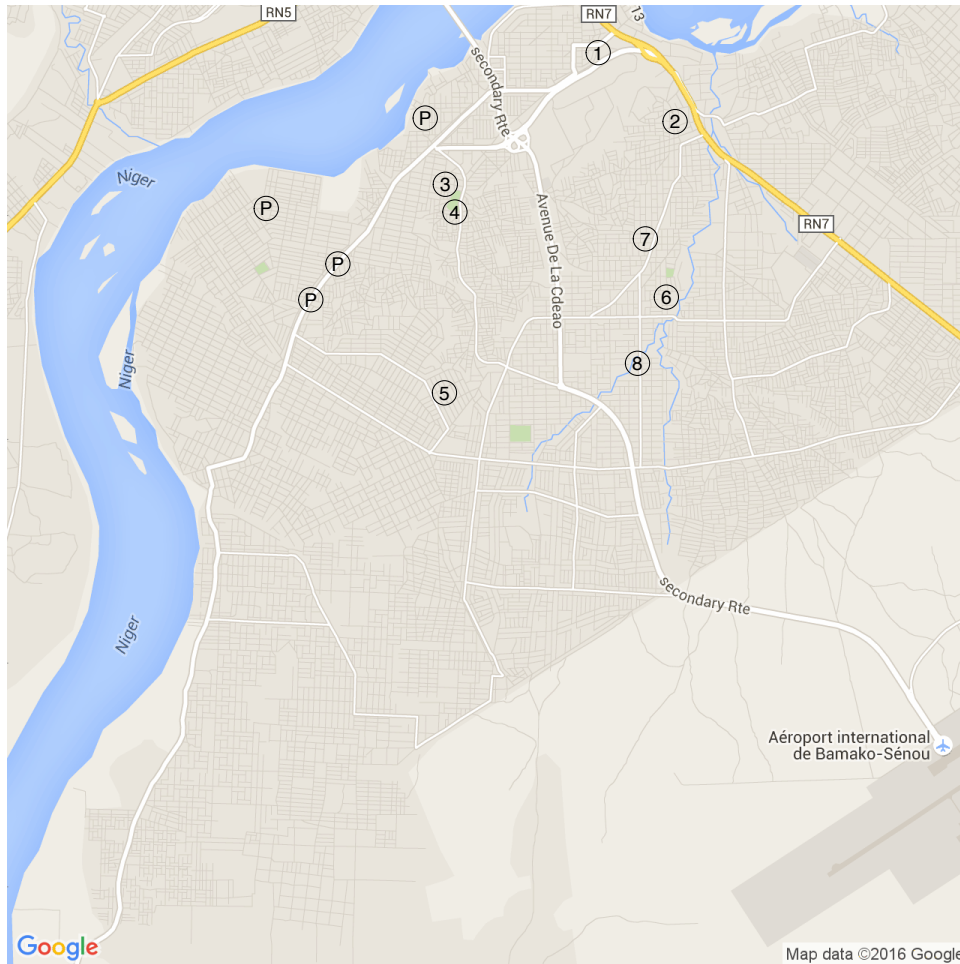 RN5
RN7
13
1
secondary Rte
P
2
3
4
Niger
P
Avenue De La Cdeao
7
RN7
P
P
6
Niger
8
5
secondary Rte
Niger
Aéroport international
de Bamako-Sénou
Google
Map data ©2016 Google